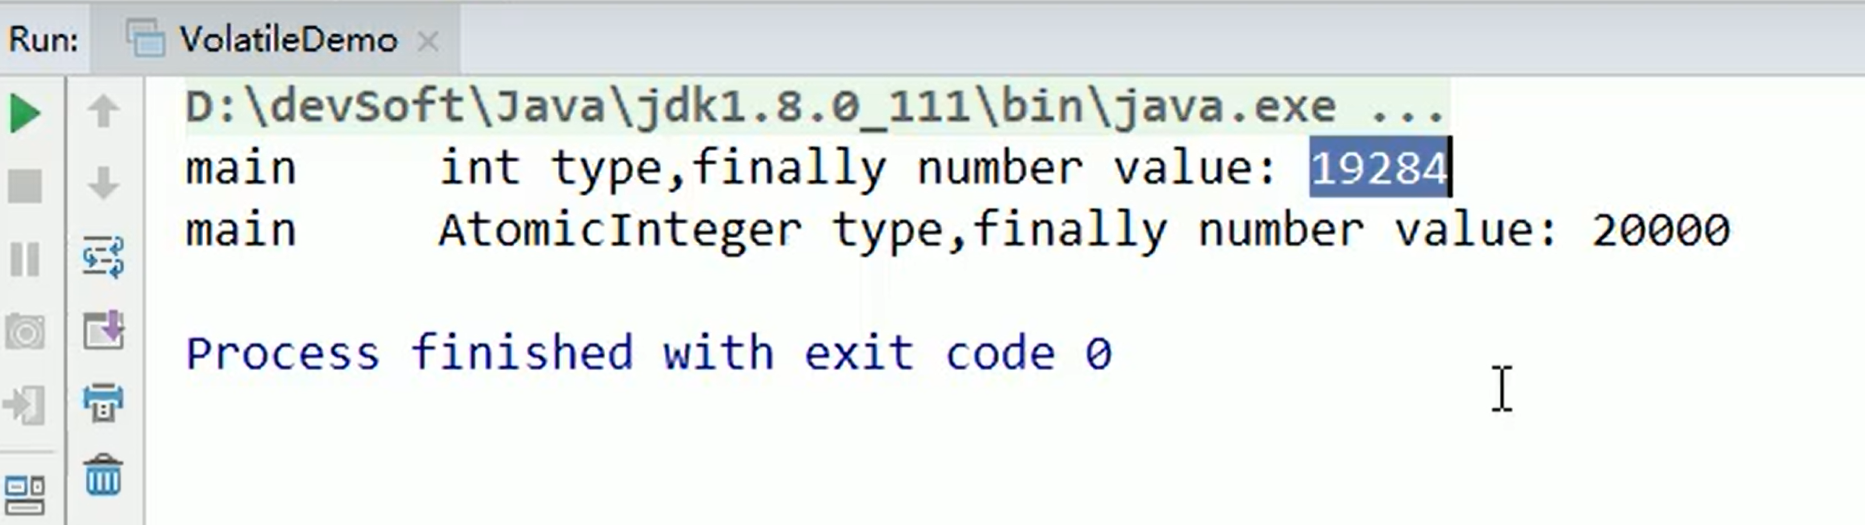 Run: VolatileDemo
D:\devSoft\Java\jdk1.8.0_111\bin\java.exe ...
main int type,finally number value: 19284
main AtomicInteger type,finally number value: 20000
Process finished with exit code 0